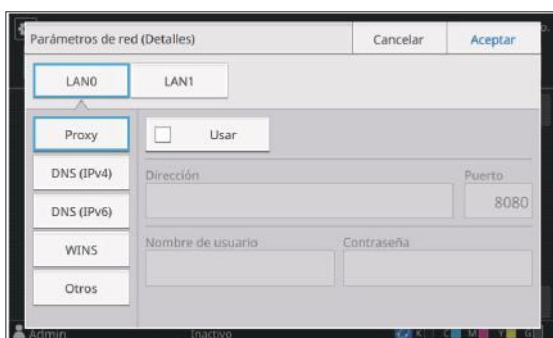 Parámetros de red (Detalles) Cancelar Aceptar
LAN0 LAN1
Proxy Usar
DNS (IPv4) Dirección Puerto
8080
DNS (IPv6)
WINS Nombre de usuario Contraseña
Otros
Admin Inactivo K C M Y G